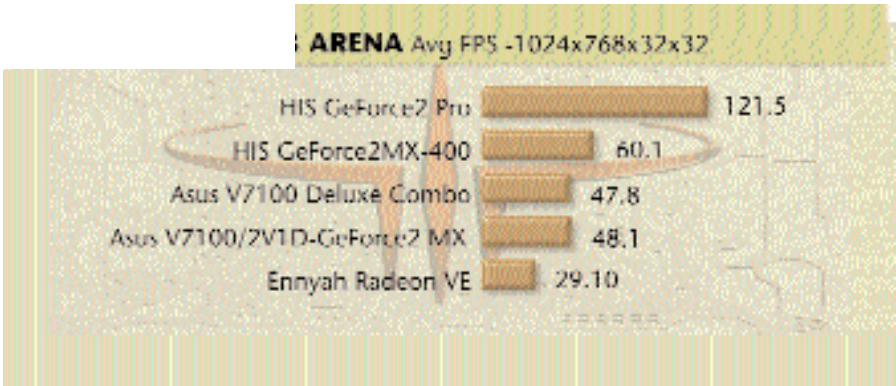 ARENA Avg FPS -1024x768x32x32
HIS GeForce2 Pro 121.5
HIS GeForce2MX-400 60.1
Asus V7100 Deluxe Combo 47.8
Asus V7100/2V1D-GeForce2 MX 48.1
Ennyah Radeon VE 29.10